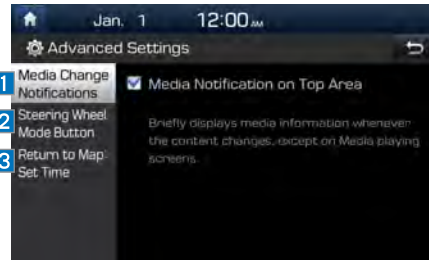 Jan. 1 12:00 AM
Advanced Settings
1 Media Change
Notifications
Media Notification on Top Area
2 Steering Wheel
Mode Button
Briefly displays media information whenever
the content changes, except on Media playing
screens.
3 Return to Map:
Set Time